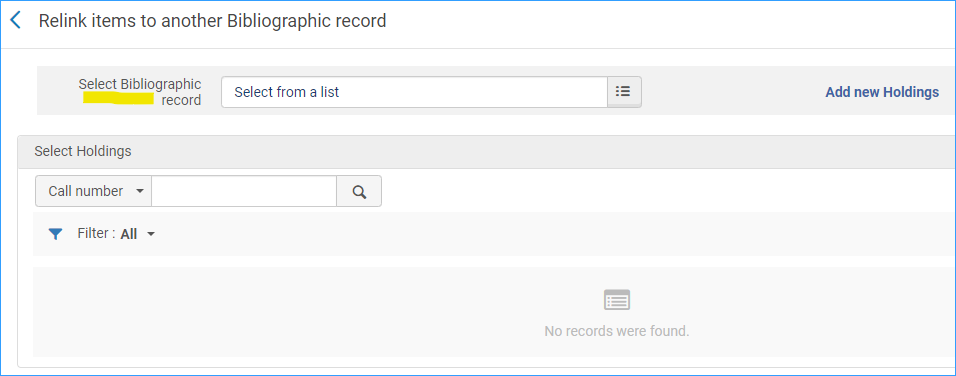 Relink items to another Bibliographic record
Select Bibliographic
record
Select from a list
Add new Holdings
Select Holdings
Call number
Filter : All
No records were found.